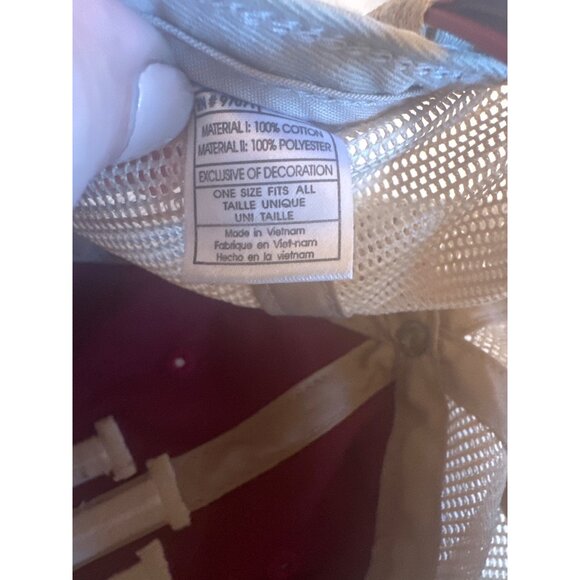 MATERIAL I: 100% COTTON
MATERIAL II: 100% POLYESTER
EXCLUSIVE OF DECORATION
ONE SIZE FITS ALL
TAILLE UNIQUE
UNI TAILLE
Made in Vietnam
Fabrique en Viet-nam
Hecho en la vietnam